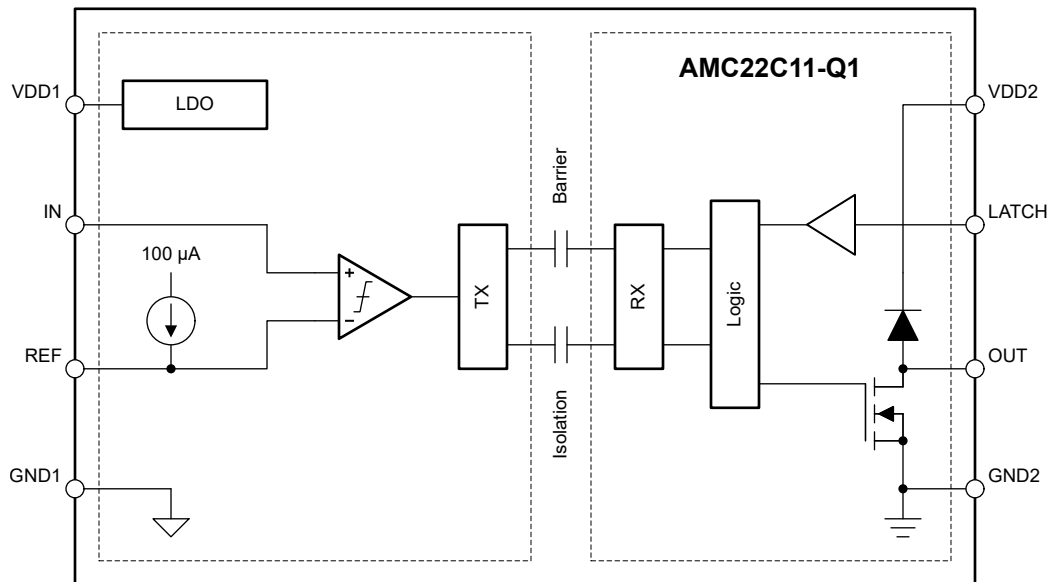 AMC22C11-Q1
VDD1
LDO
VDD2
IN
Barrier
LATCH
100 µA
+
−
TX
RX
Logic
REF
OUT
Isolation
GND1
GND2